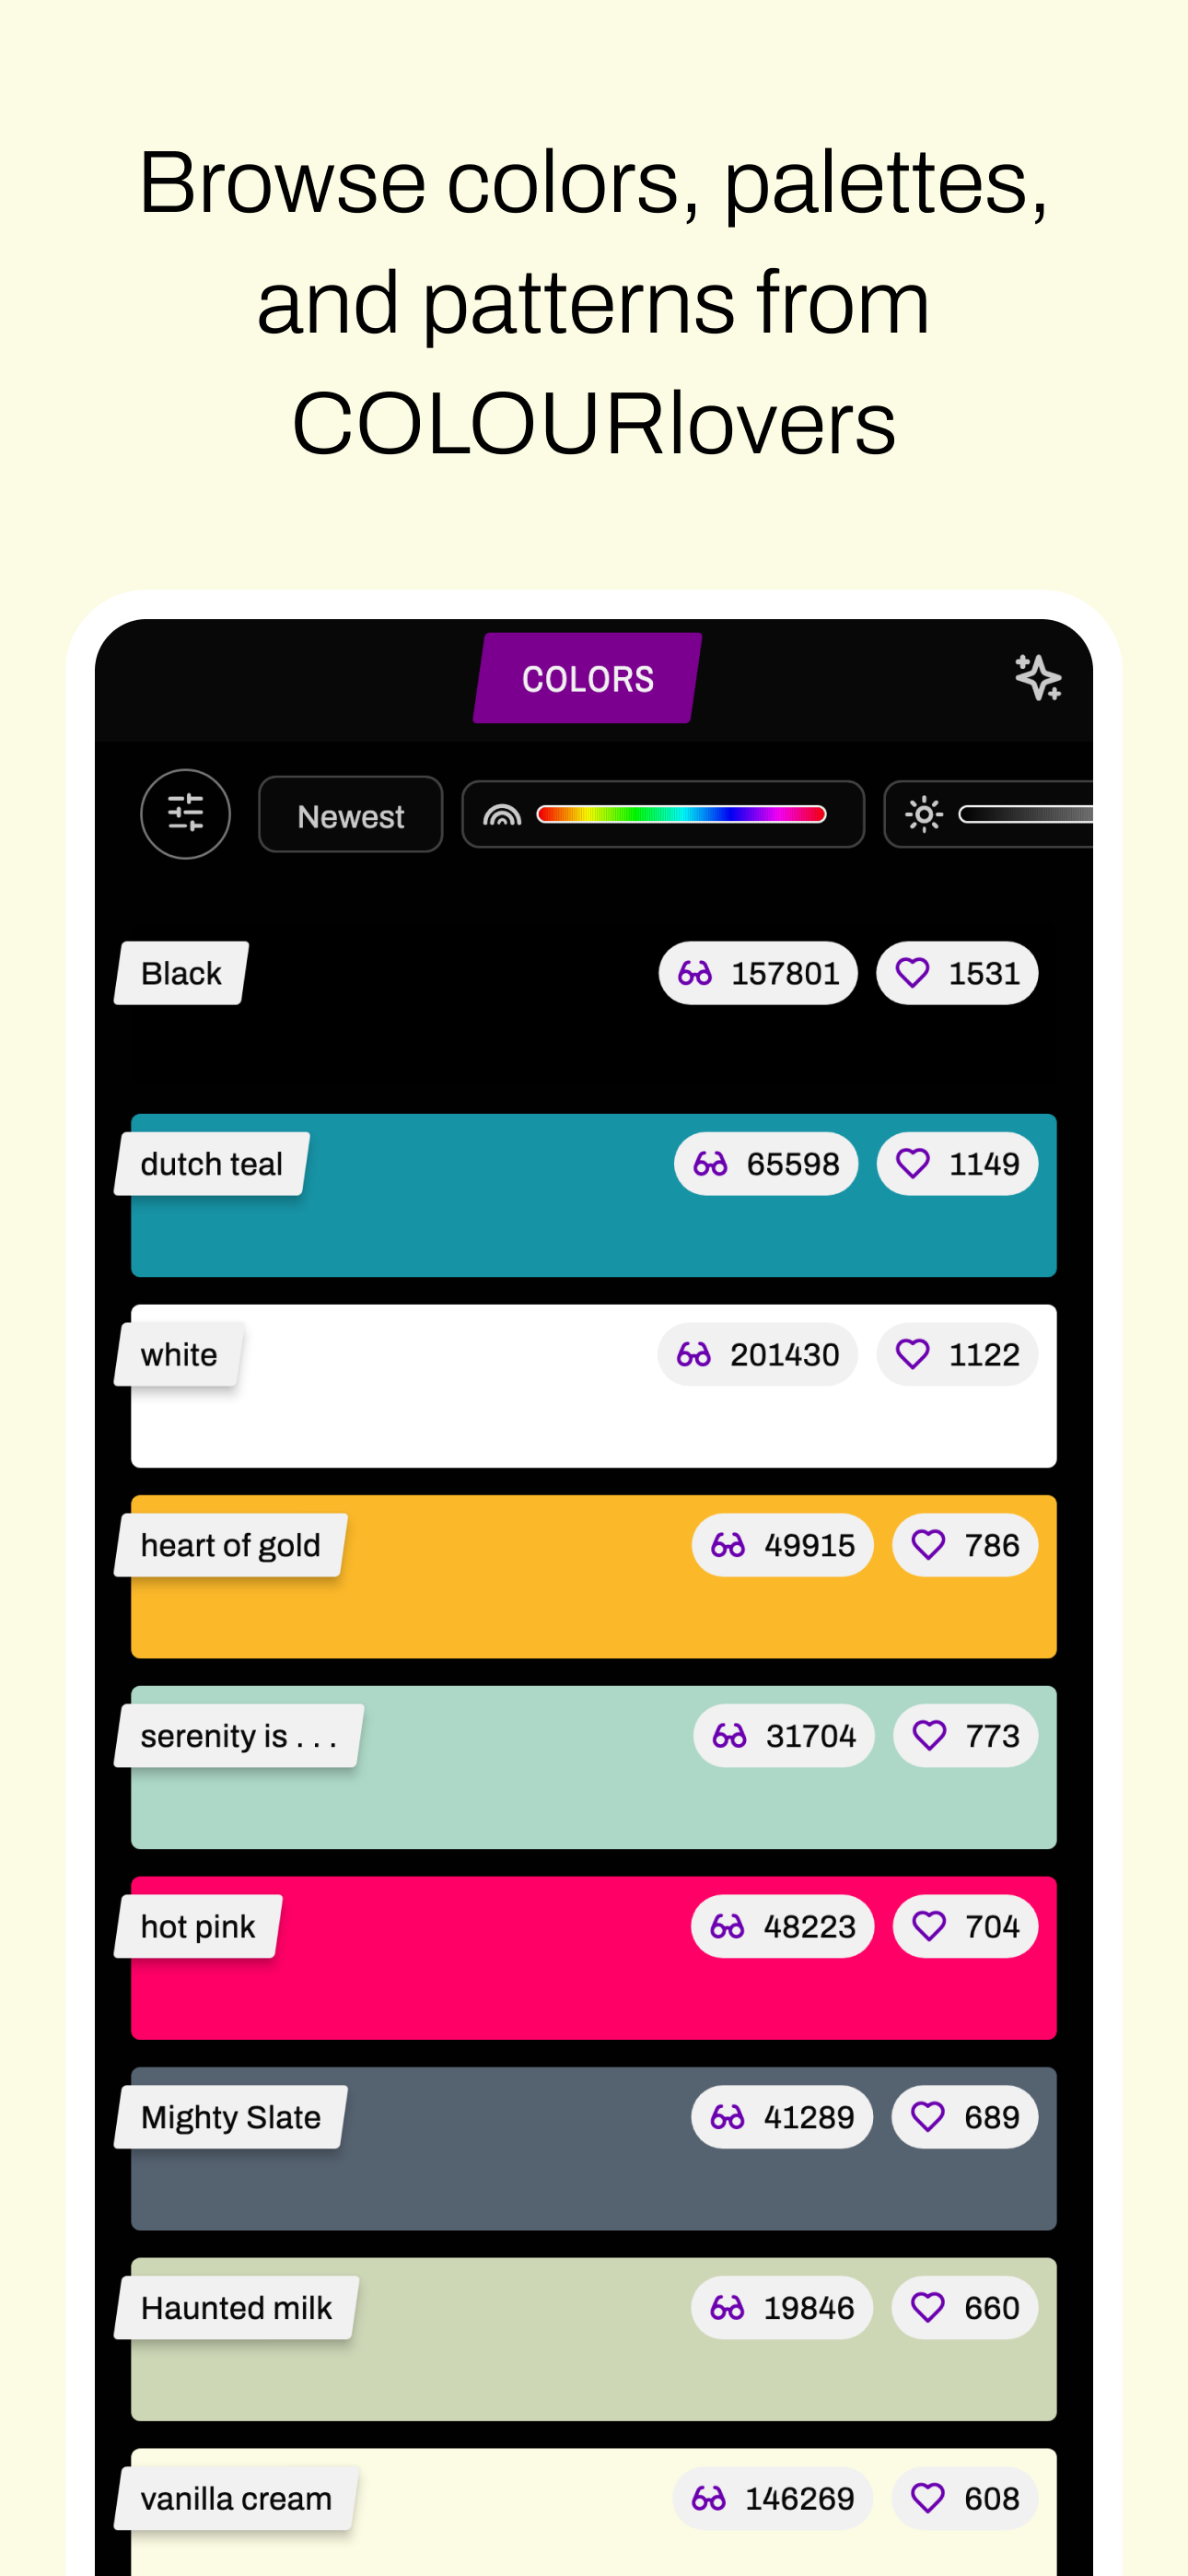 Browse colors, palettes,
and patterns from
COLOURlovers
COLORS
Newest
Black 157801 1531
dutch teal 65598 1149
white 201430 1122
heart of gold 49915 786
serenity is . . . 31704 773
hot pink 48223 704
Mighty Slate 41289 689
Haunted milk 19846 660
vanilla cream 146269 608